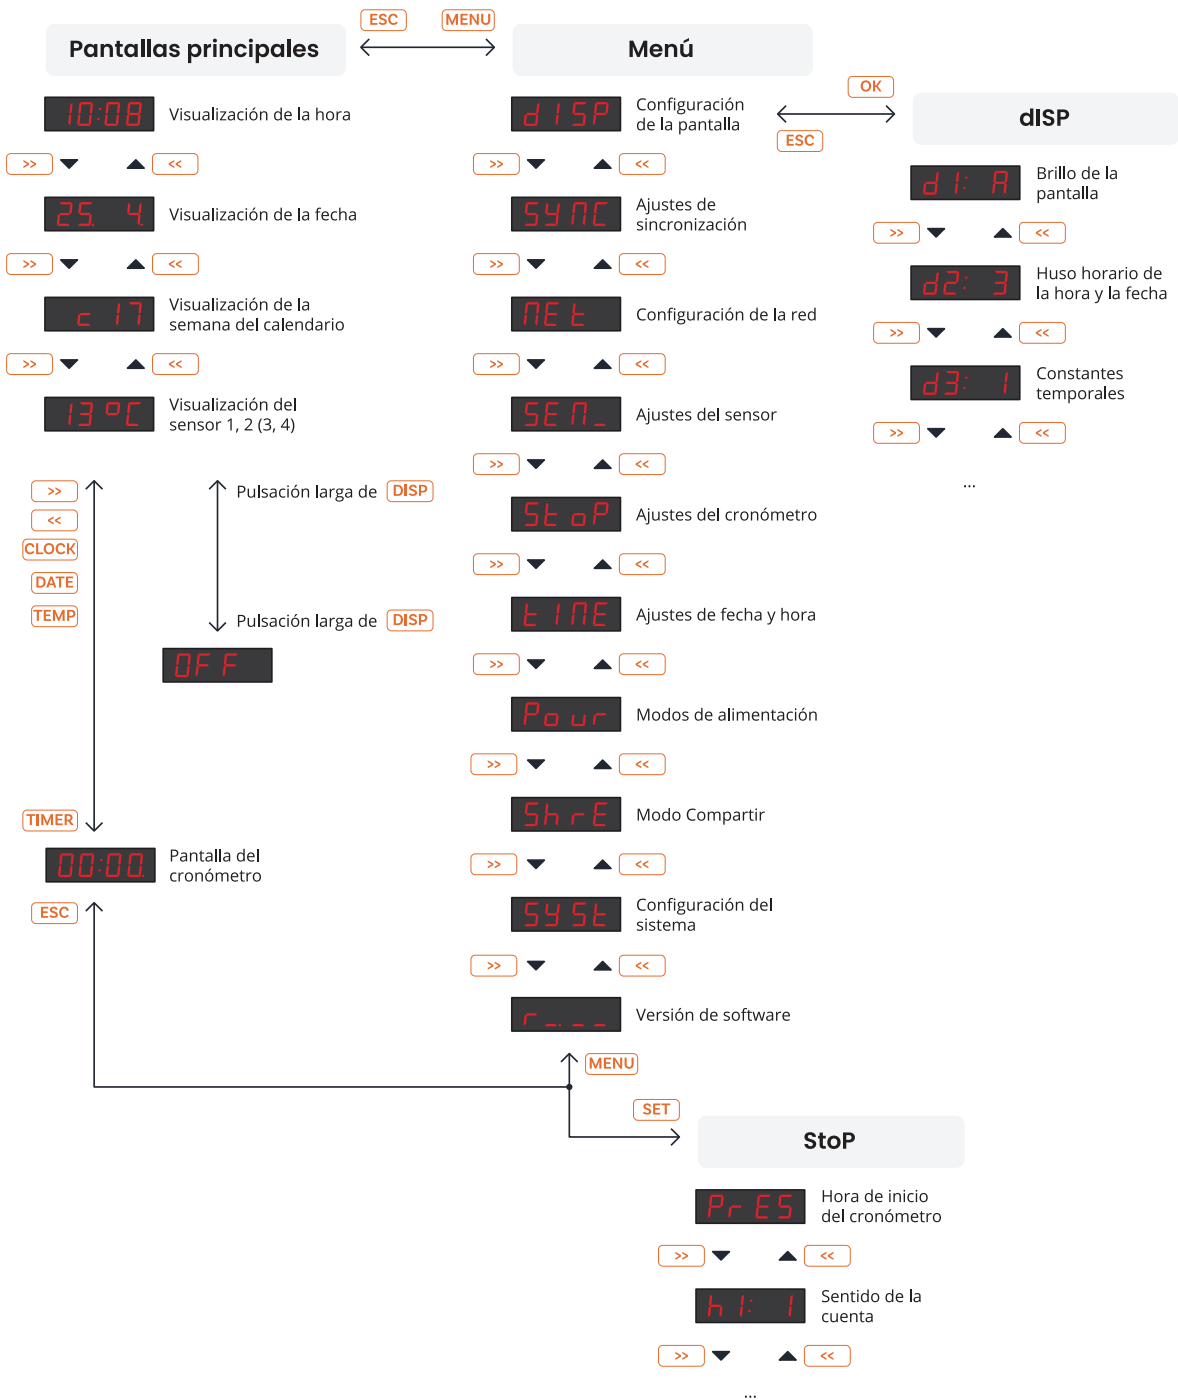 ESC MENU
Pantallas principales
Menú
OK
ESC
dISP
10:08 Visualización de la hora
>> <<
25. 4. Visualización de la fecha
>> <<
c 17 Visualización de la
semana del calendario
>> <<
13 °C Visualización del
sensor 1, 2 (3, 4)
>> Pulsación larga de DISP
<<
CLOCK
DATE
TEMP Pulsación larga de DISP
OFF
TIMER
00:00. Pantalla del
cronómetro
ESC
dISP Configuración
de la pantalla
>> <<
SYNC Ajustes de
sincronización
>> <<
NEt Configuración de la red
>> <<
SEN_ Ajustes del sensor
>> <<
StoP Ajustes del cronómetro
>> <<
tIME Ajustes de fecha y hora
>> <<
Pour Modos de alimentación
>> <<
ShrE Modo Compartir
>> <<
SYSt Configuración del
sistema
>> <<
r _._ _ Versión de software
MENU
SET
d1: A Brillo de la
pantalla
>> <<
d2: 3 Huso horario de
la hora y la fecha
>> <<
d3: 1 Constantes
temporales
>> <<
...
StoP
PrES Hora de inicio
del cronómetro
>> <<
h1: 1 Sentido de la
cuenta
>> <<
...